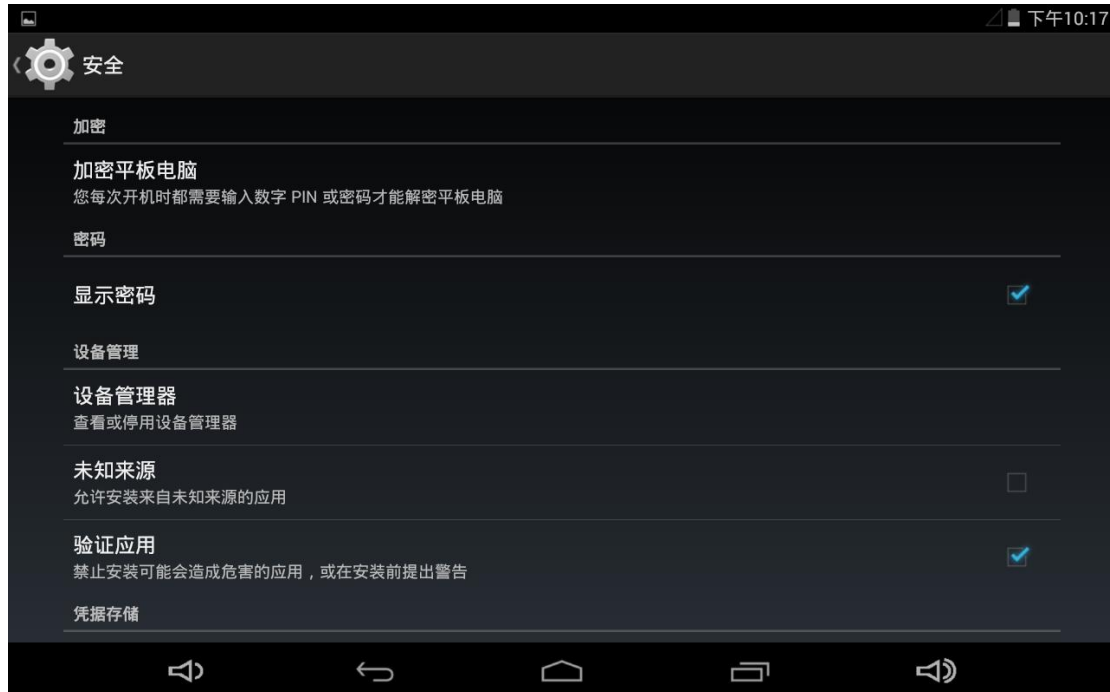 下午10:17
安全
加密
加密平板电脑
您每次开机时都需要输入数字 PIN 或密码才能解密平板电脑
密码
显示密码
设备管理
设备管理器
查看或停用设备管理器
未知来源
允许安装来自未知来源的应用
验证应用
禁止安装可能会造成危害的应用，或在安装前提出警告
凭据存储